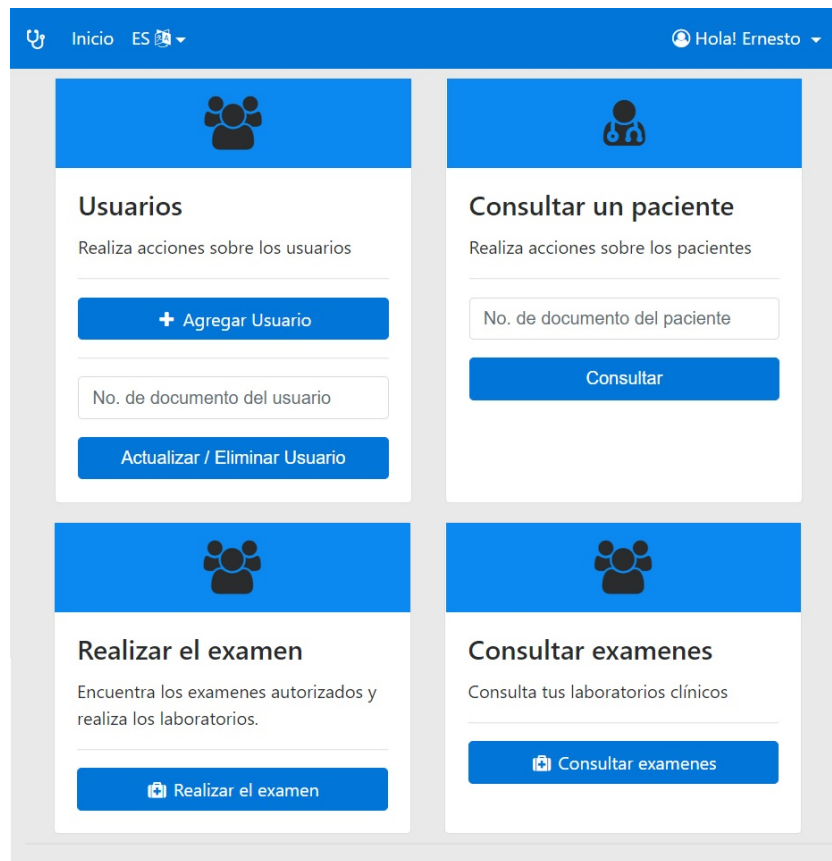 Inicio ES
Hola! Ernesto
Usuarios
Realiza acciones sobre los usuarios
Agregar Usuario
No. de documento del usuario
Actualizar / Eliminar Usuario
Consultar un paciente
Realiza acciones sobre los pacientes
No. de documento del paciente
Consultar
Realizar el examen
Encuentra los examenes autorizados y
realiza los laboratorios.
Realizar el examen
Consultar examenes
Consulta tus laboratorios clínicos
Consultar examenes